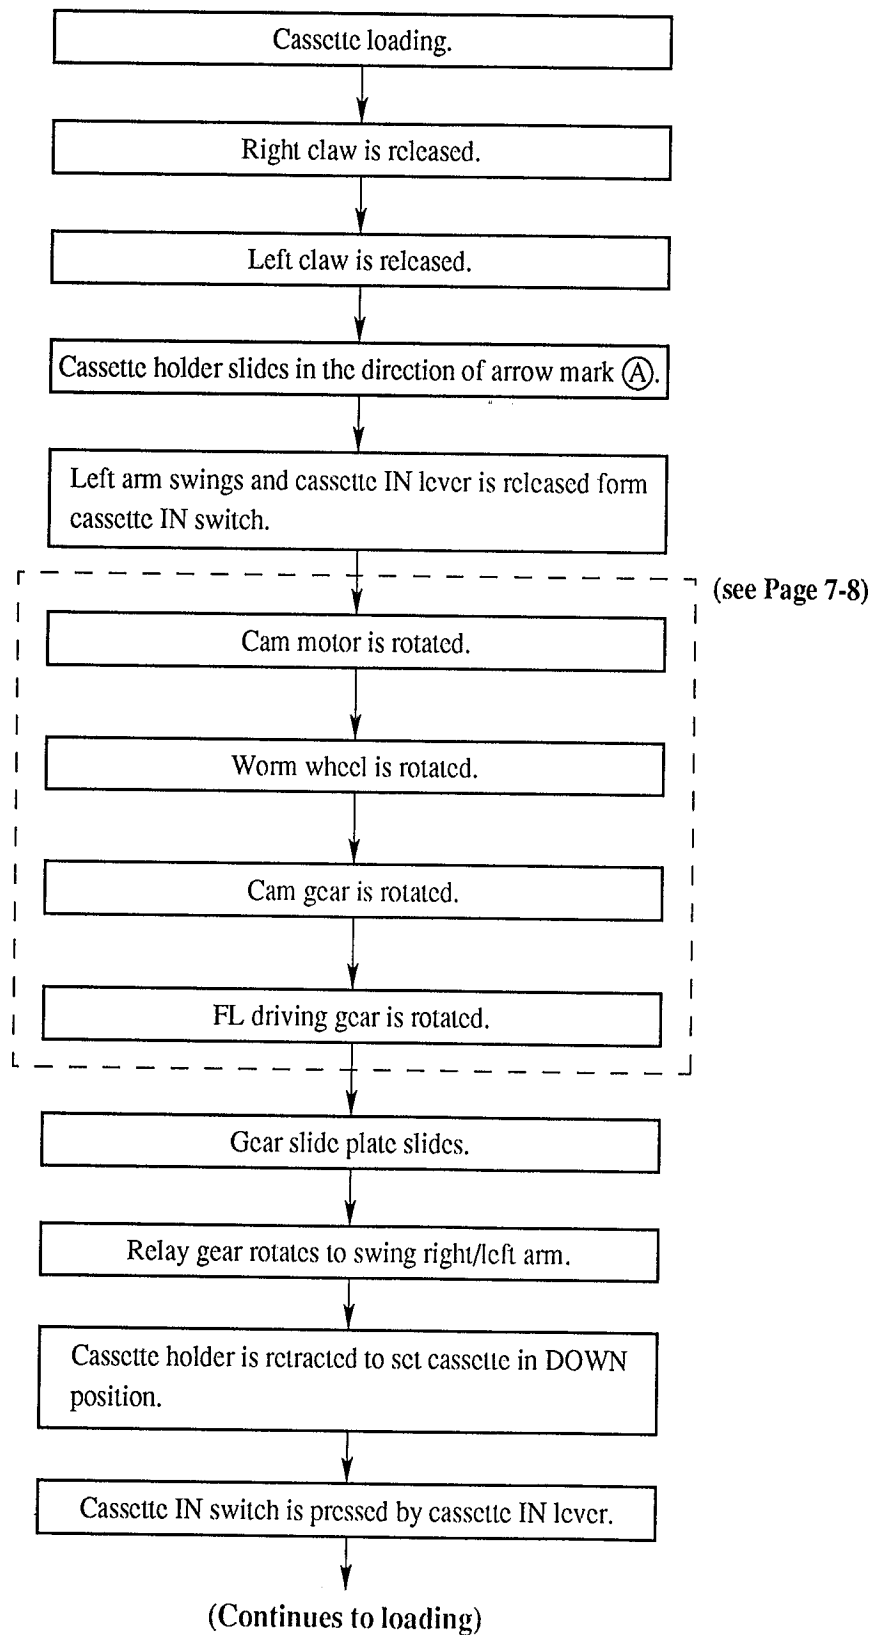 Cassette loading.
Right claw is released.
Left claw is released.
Cassette holder slides in the direction of arrow mark Ⓐ.
Left arm swings and cassette IN lever is released form
cassette IN switch.
(see Page 7-8)
Cam motor is rotated.
Worm wheel is rotated.
Cam gear is rotated.
FL driving gear is rotated.
Gear slide plate slides.
Relay gear rotates to swing right/left arm.
Cassette holder is retracted to set cassette in DOWN
position.
Cassette IN switch is pressed by cassette IN lever.
(Continues to loading)